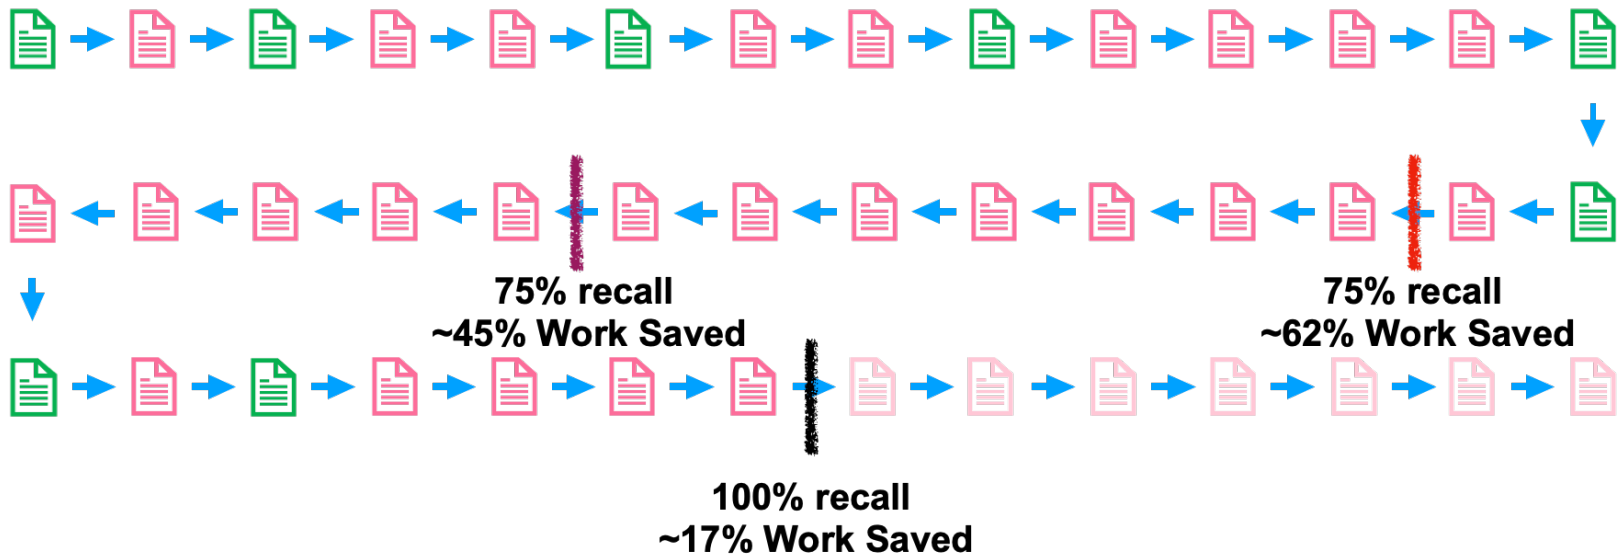 75% recall
~45% Work Saved
75% recall
~62% Work Saved
100% recall
~17% Work Saved